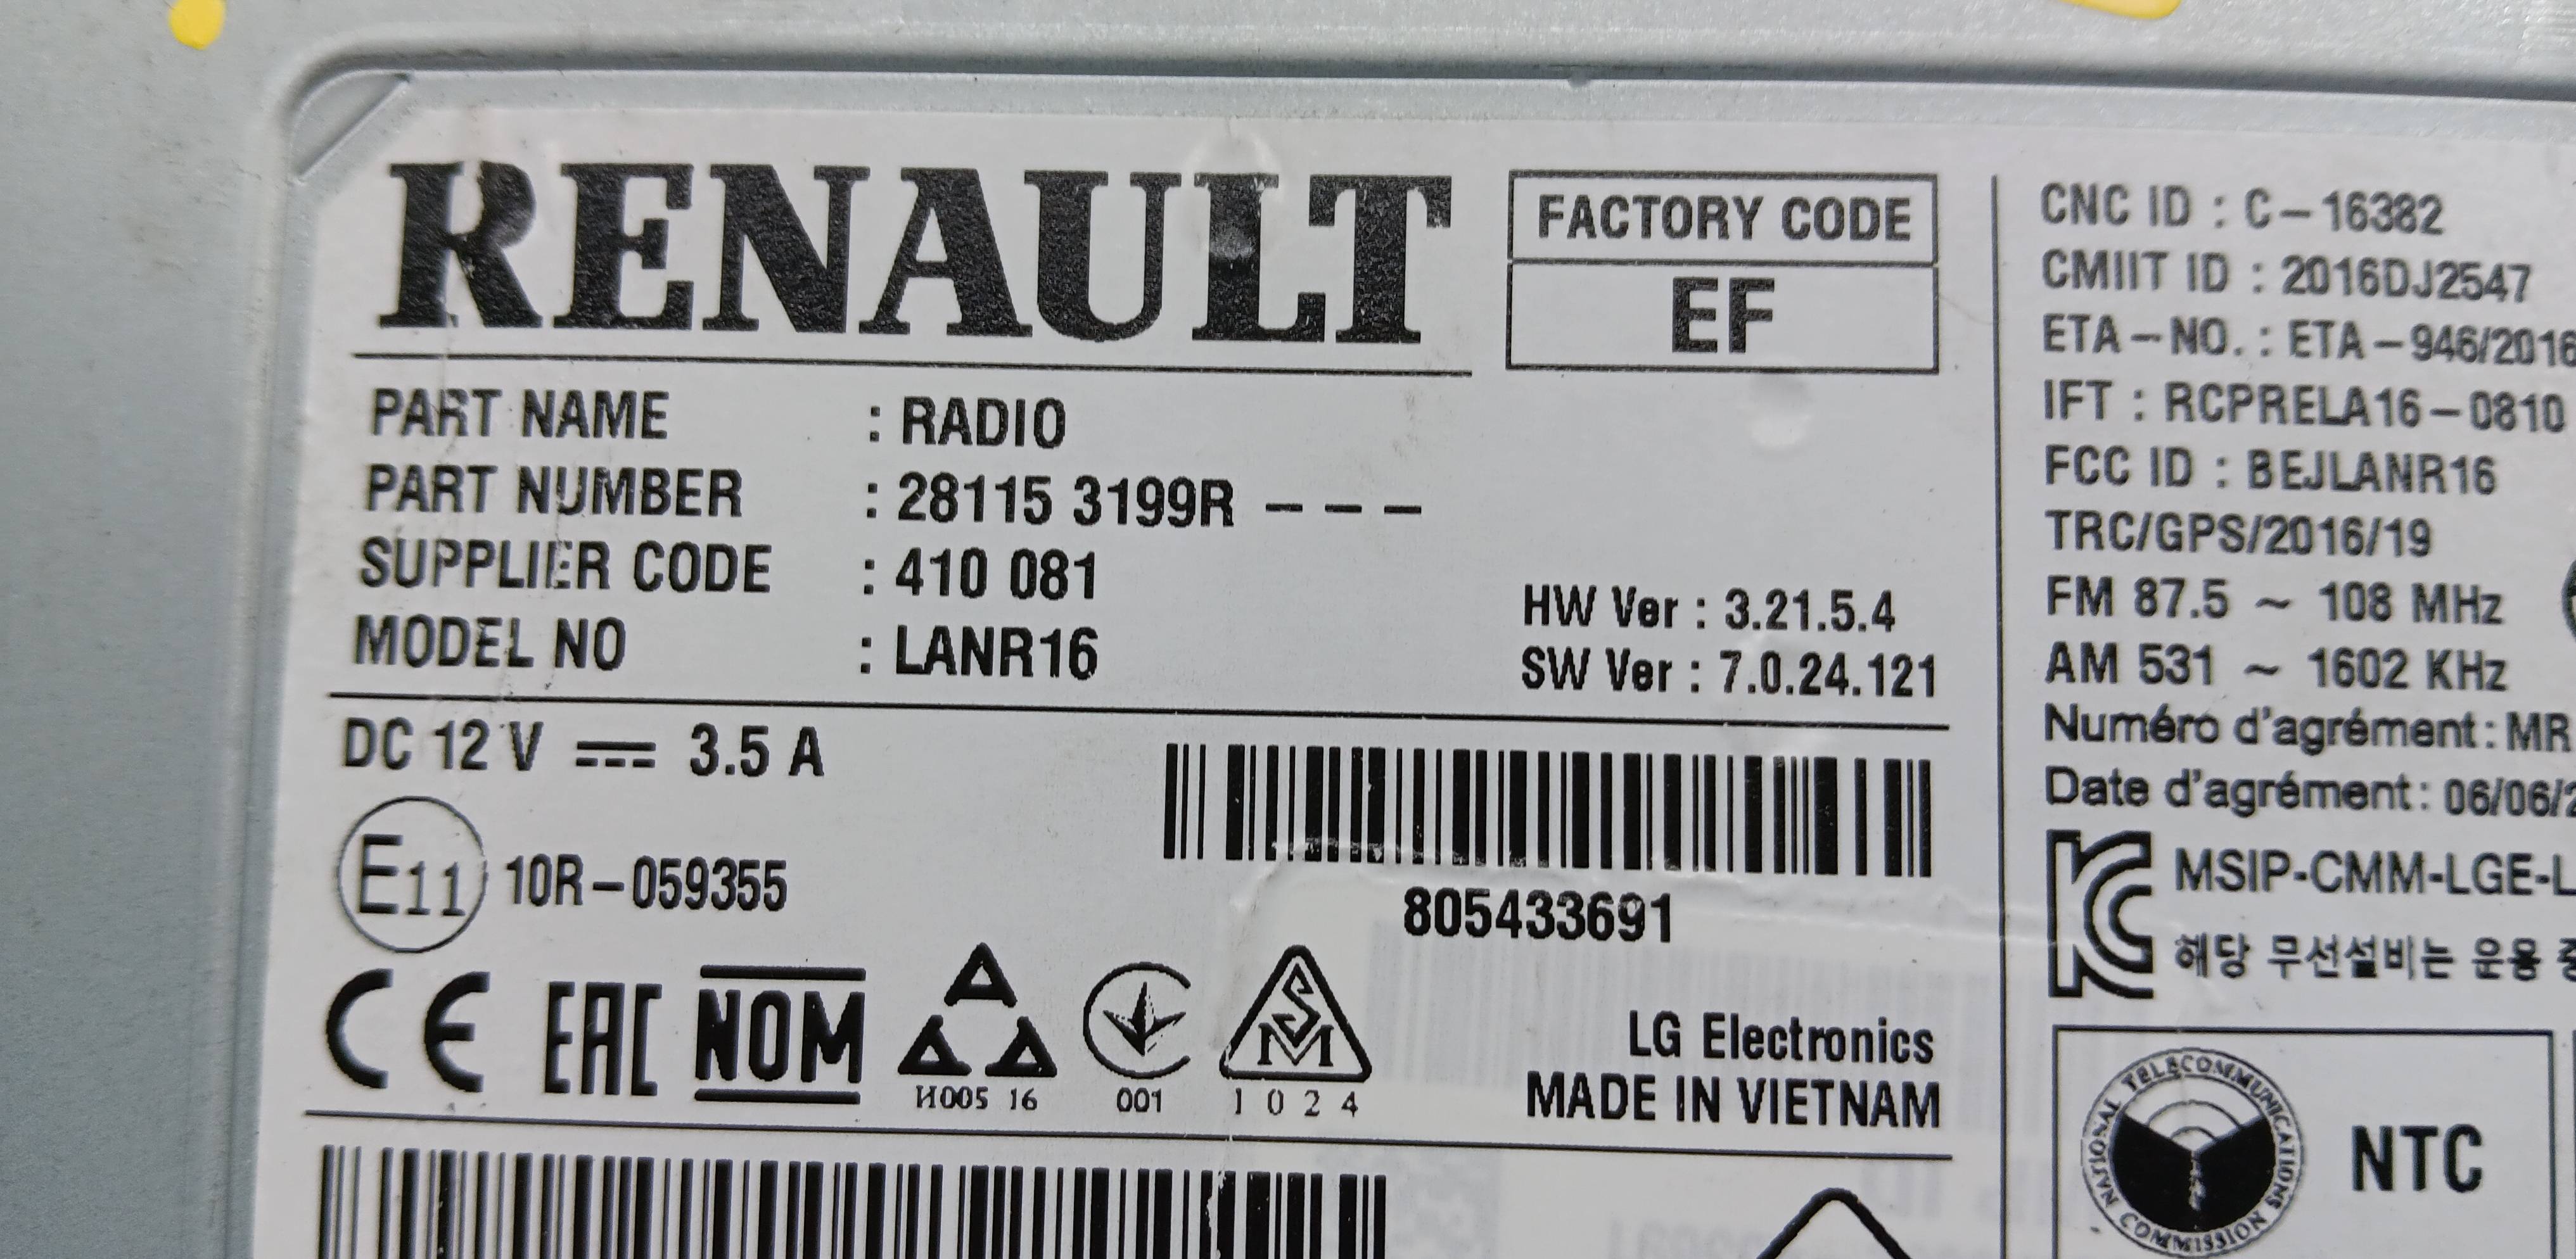 RENAULT
FACTORY CODE
EF
PART NAME : RADIO
PART NUMBER : 28115 3199R – – –
SUPPLIER CODE : 410 081
MODEL NO : LANR16
HW Ver : 3.21.5.4
SW Ver : 7.0.24.121
DC 12 V 3.5 A
E11 10R–059355
805433691
CE EAC NOM
И005 16
001
SM
1 0 2 4
LG Electronics
MADE IN VIETNAM
CNC ID : C–16382
CMIIT ID : 2016DJ2547
ETA–NO. : ETA–946/2016
IFT : RCPRELA16–0810
FCC ID : BEJLANR16
TRC/GPS/2016/19
FM 87.5 ~ 108 MHz
AM 531 ~ 1602 KHz
Numéro d'agrément : MR
Date d'agrément : 06/06/
MSIP-CMM-LGE-L
해당 무선설비는 운용
NATIONAL TELECOMMUNICATIONS COMMISSION
NTC